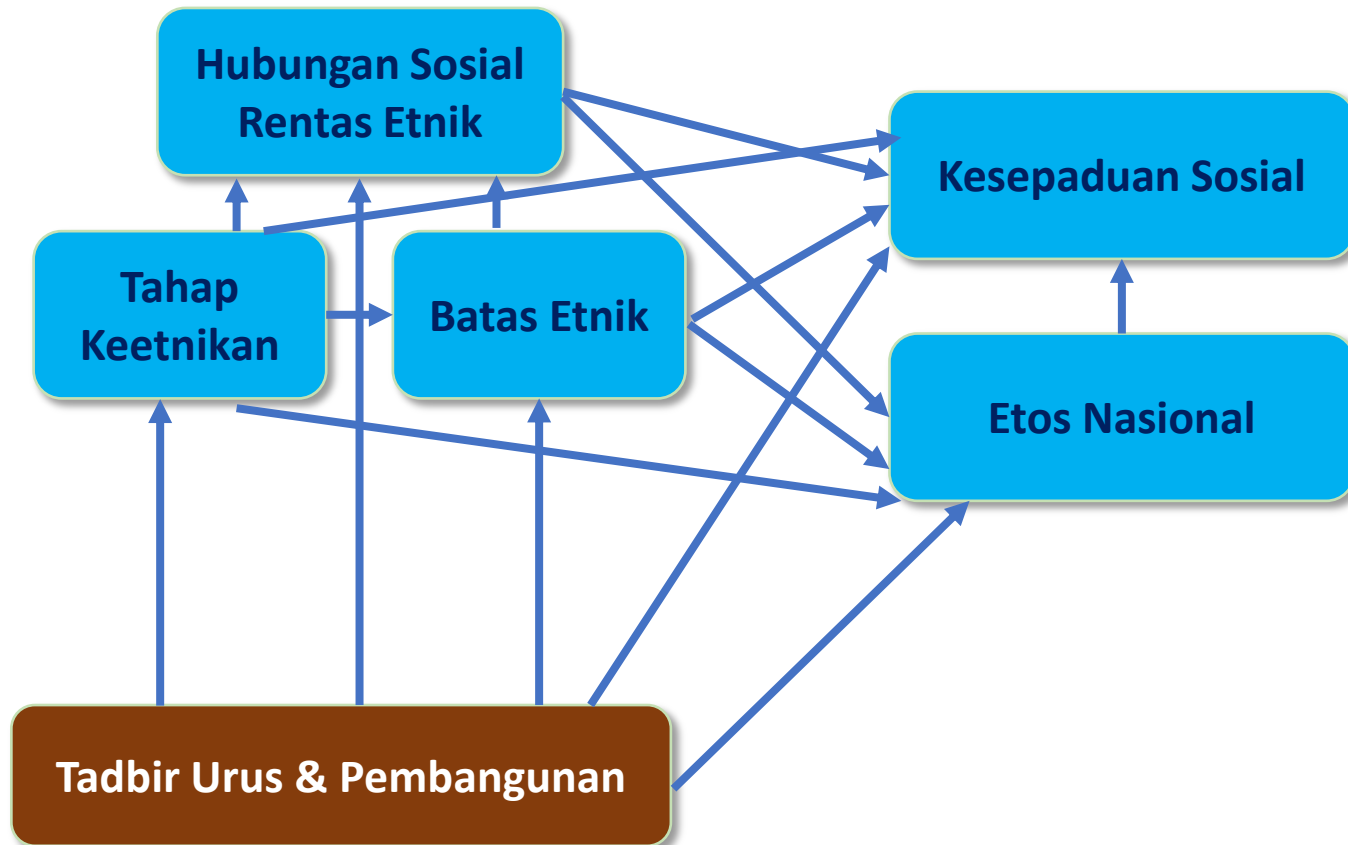 Hubungan Sosial
Rentas Etnik
Kesepaduan Sosial
Tahap
Keetnikan
Batas Etnik
Etos Nasional
Tadbir Urus & Pembangunan